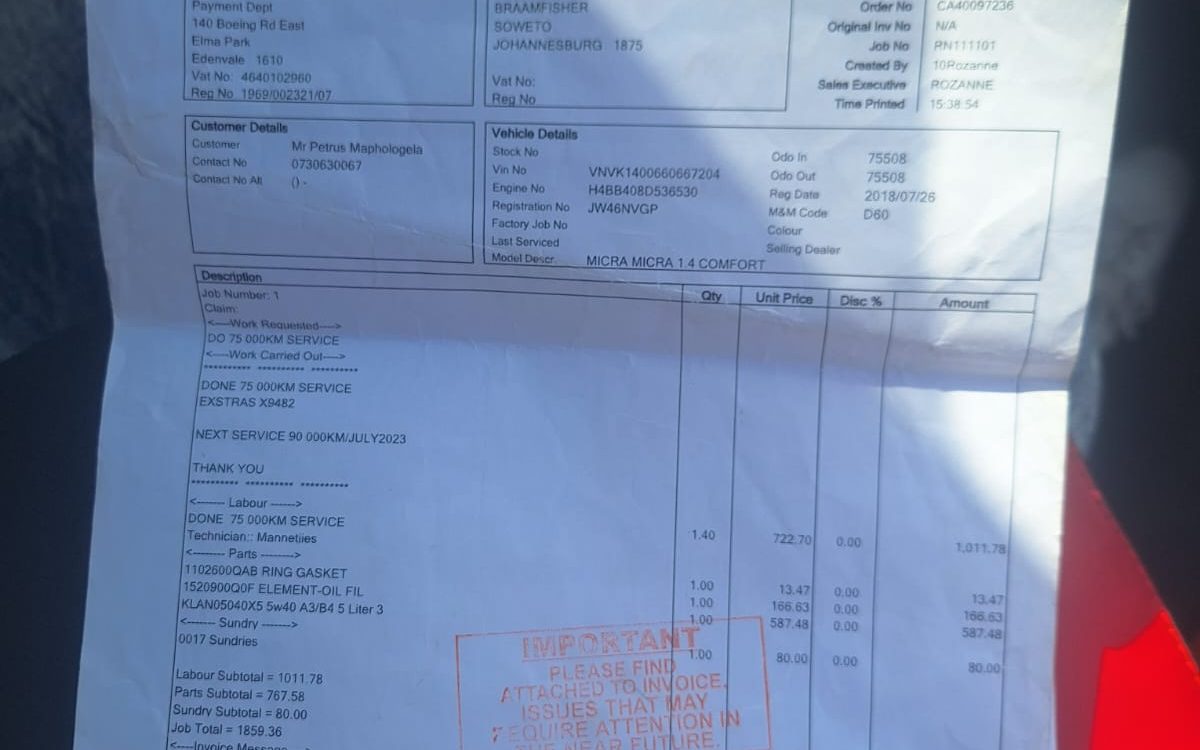 Payment Dept
140 Boeing Rd East
Elma Park
Edenvale 1610
Vat No: 4640102960
Reg No 1969/002321/07
BRAAMFISHER
SOWETO
JOHANNESBURG 1875
Vat No:
Reg No
Order No CA40097236
Original Inv No N/A
Job No RN111101
Created By 10Rozanne
Sales Executive ROZANNE
Time Printed 15:38:54
Customer Details
Customer Mr Petrus Maphologela
Contact No 0730630067
Contact No Alt () -
Vehicle Details
Stock No
Vin No VNVK1400660667204
Engine No H4BB408D536530
Registration No JW46NVGP
Factory Job No
Last Serviced
Model Descr. MICRA MICRA 1.4 COMFORT
Odo In 75508
Odo Out 75508
Reg Date 2018/07/26
M&M Code D60
Colour
Selling Dealer
Description Qty Unit Price Disc % Amount
Job Number: 1
Claim:
<----Work Requested---->
DO 75 000KM SERVICE
<----Work Carried Out---->
********** ********** **********
DONE 75 000KM SERVICE
EXSTRAS X9482
NEXT SERVICE 90 000KM/JULY2023
THANK YOU
********** ********** **********
<------- Labour ------>
DONE 75 000KM SERVICE
Technician:: Mannetjies 1.40 722.70 0.00 1,011.78
<-------- Parts -------->
1102600QAB RING GASKET 1.00 13.47 0.00 13.47
1520900Q0F ELEMENT-OIL FIL 1.00 166.63 0.00 166.63
KLAN05040X5 5w40 A3/B4 5 Liter 3 1.00 587.48 0.00 587.48
<------- Sundry ------->
0017 Sundries 1.00 80.00 0.00 80.00
Labour Subtotal = 1011.78
Parts Subtotal = 767.58
Sundry Subtotal = 80.00
Job Total = 1859.36
<----Invoice Message
IMPORTANT
PLEASE FIND
ATTACHED TO INVOICE,
ISSUES THAT MAY
REQUIRE ATTENTION IN
THE NEAR FUTURE.